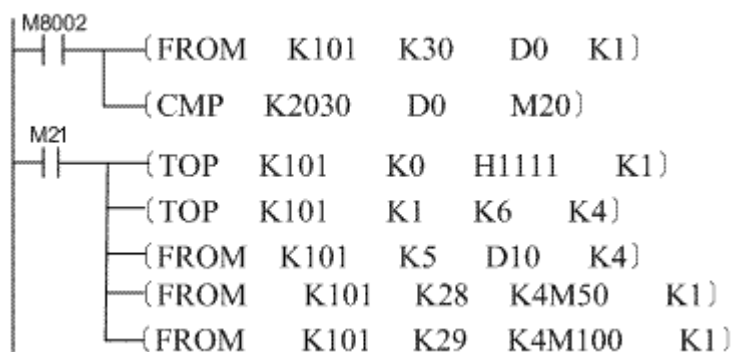 M8002
(FROM K101 K30 D0 K1)
(CMP K2030 D0 M20)
M21
(TOP K101 K0 H1111 K1)
(TOP K101 K1 K6 K4)
(FROM K101 K5 D10 K4)
(FROM K101 K28 K4M50 K1)
(FROM K101 K29 K4M100 K1)